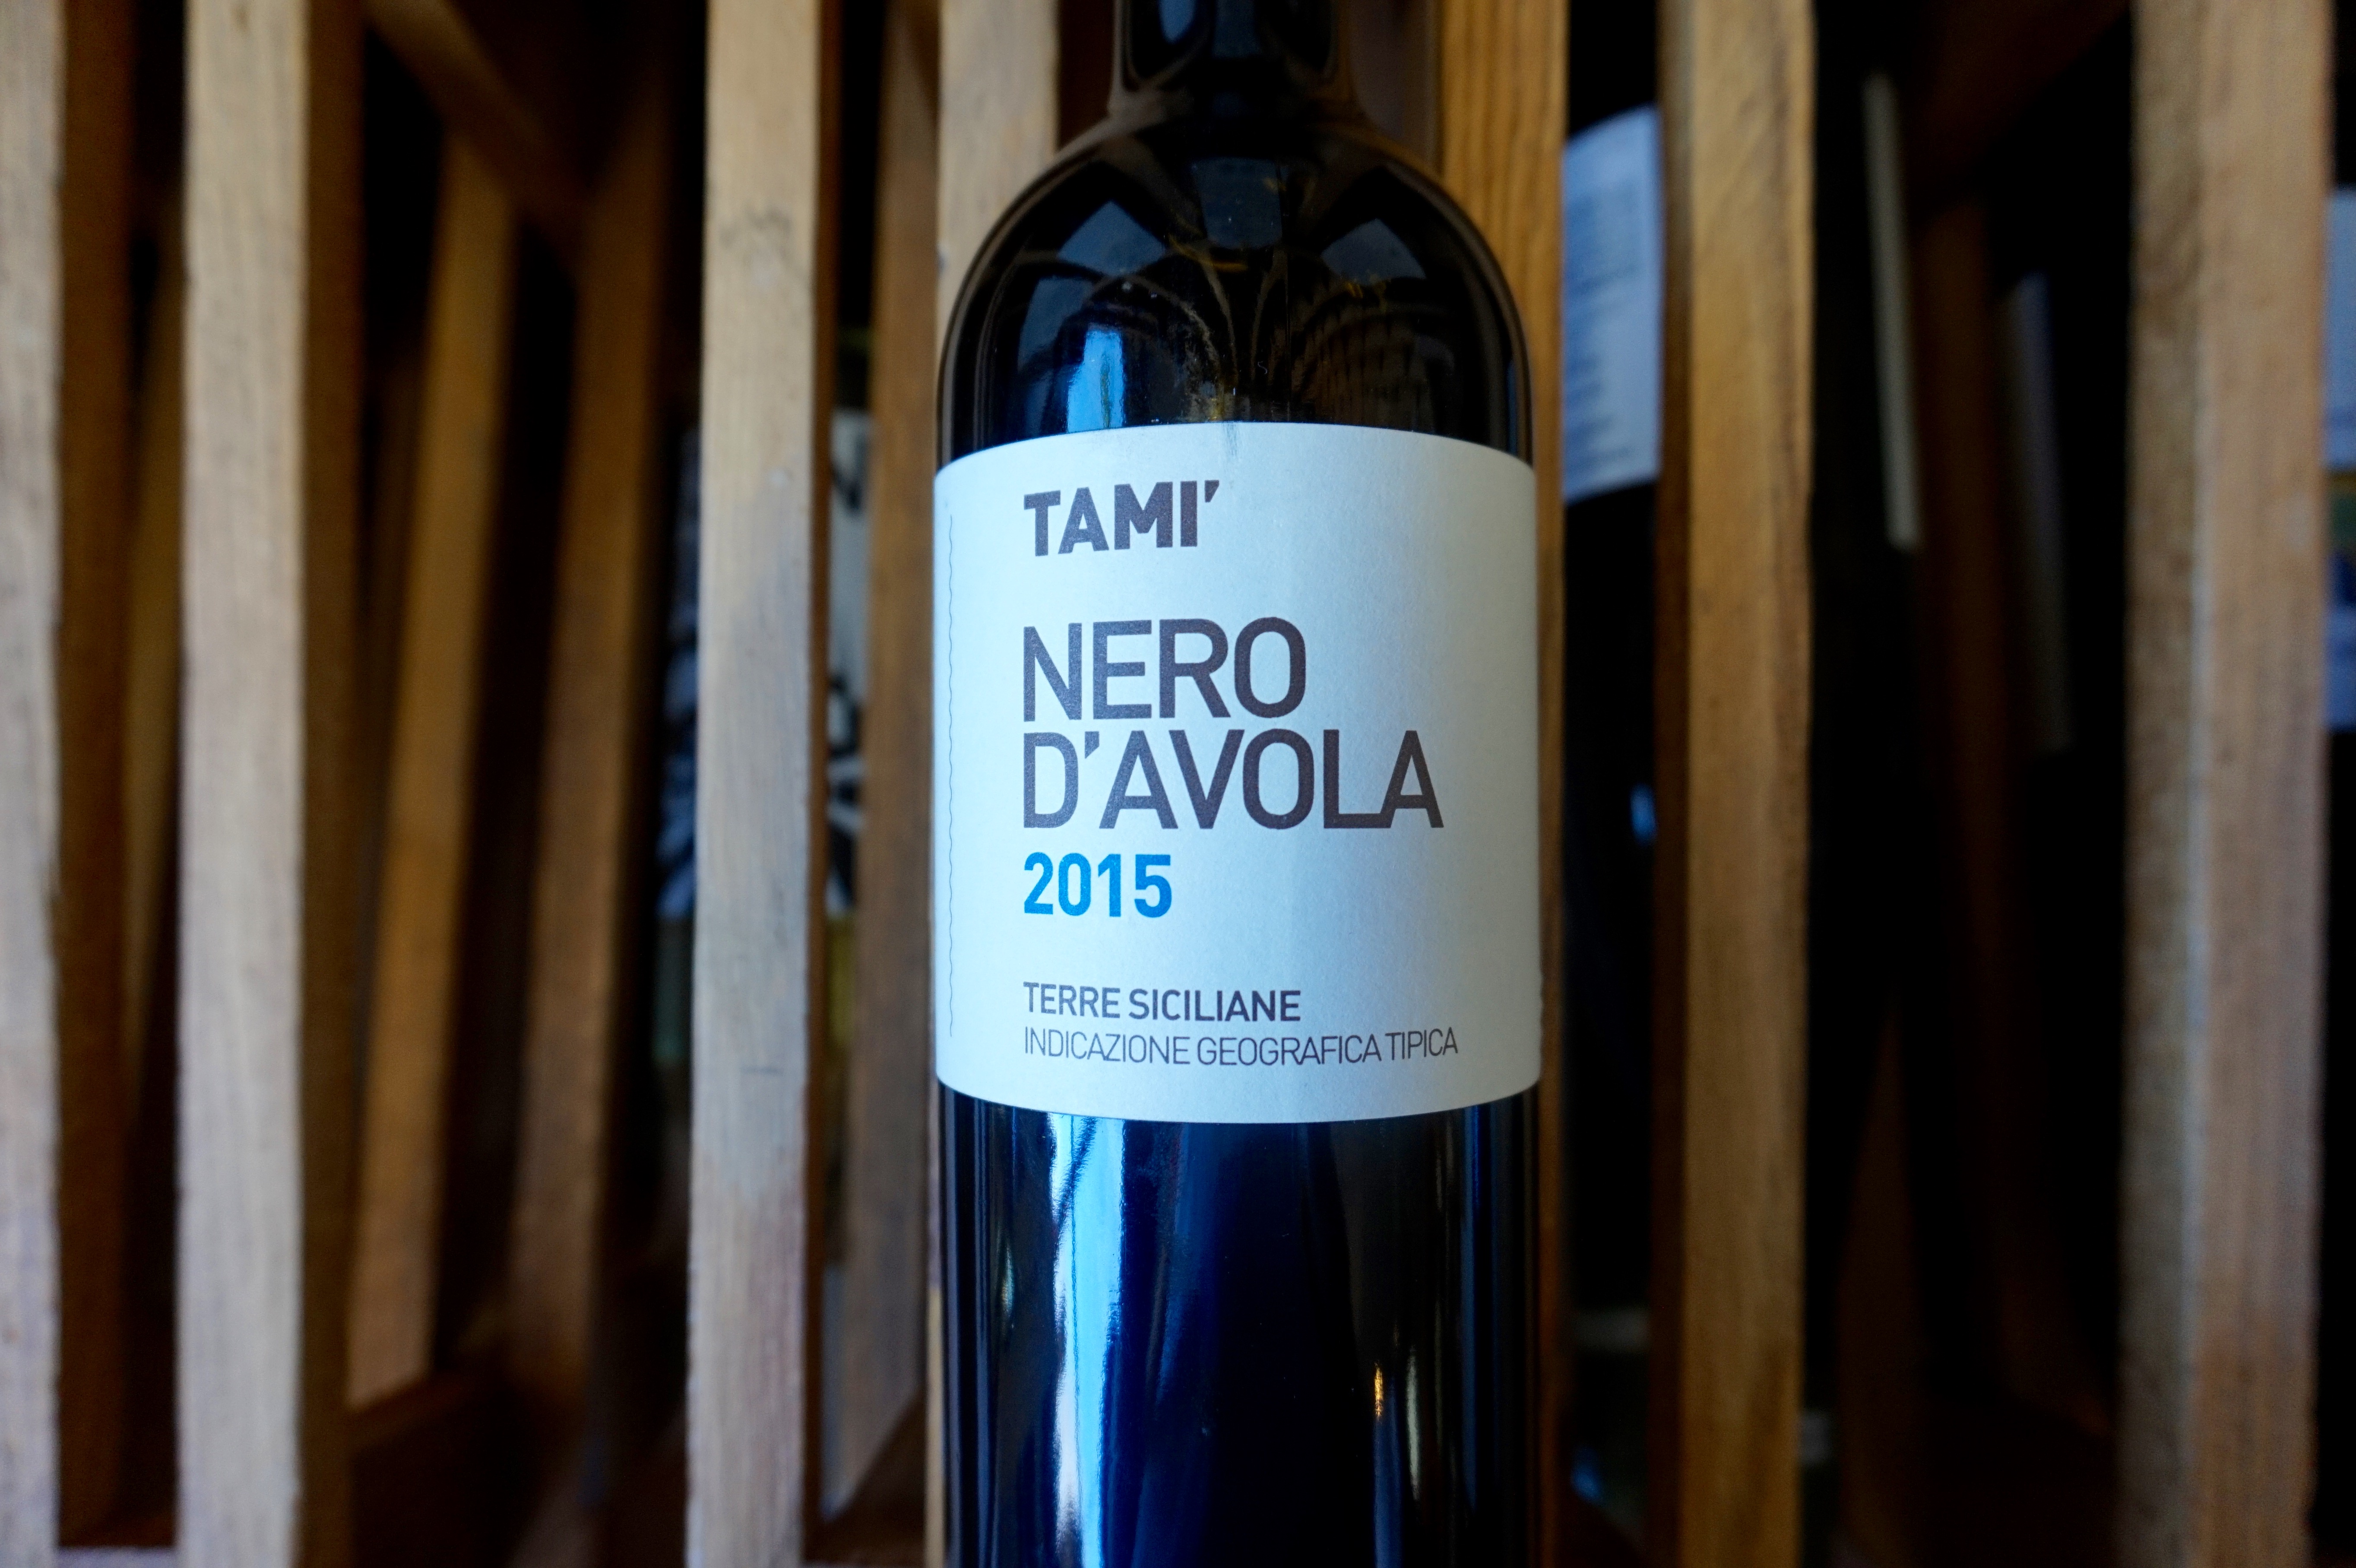 TAMI'
NERO
D'AVOLA
2015
TERRE SICILIANE
INDICAZIONE GEOGRAFICA TIPICA